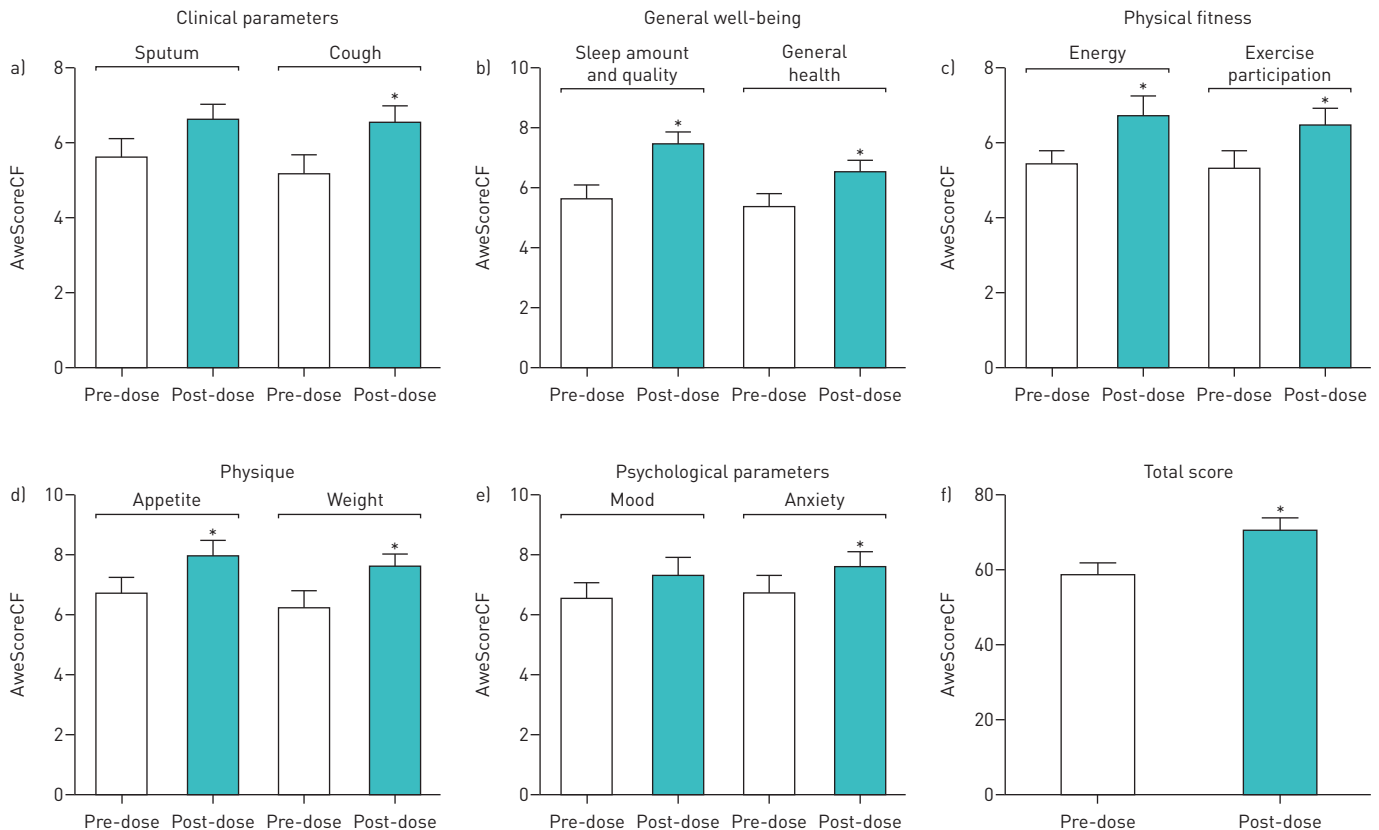 Clinical parameters
a)
Sputum
Cough
8
6
4
2
0
AweScoreCF
*
Pre-dose Post-dose Pre-dose Post-dose
General well-being
b)
Sleep amount
and quality
General
health
10
8
6
4
2
0
AweScoreCF
*
*
Pre-dose Post-dose Pre-dose Post-dose
Physical fitness
c)
Energy
Exercise
participation
8
6
4
2
0
AweScoreCF
*
*
Pre-dose Post-dose Pre-dose Post-dose
Physique
d)
Appetite
Weight
10
8
6
4
2
0
AweScoreCF
*
*
Pre-dose Post-dose Pre-dose Post-dose
Psychological parameters
e)
Mood
Anxiety
10
8
6
4
2
0
AweScoreCF
*
Pre-dose Post-dose Pre-dose Post-dose
Total score
f)
80
60
40
20
0
AweScoreCF
*
Pre-dose Post-dose